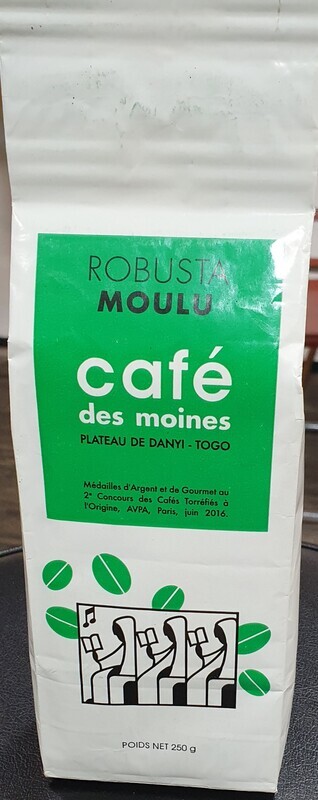 ROBUSTA
MOULU
café
des moines
PLATEAU DE DANYI - TOGO
Médailles d'Argent et de Gourmet au
2e Concours des Cafés Torréfiés à
l'Origine, AVPA, Paris, juin 2016.
POIDS NET 250 g